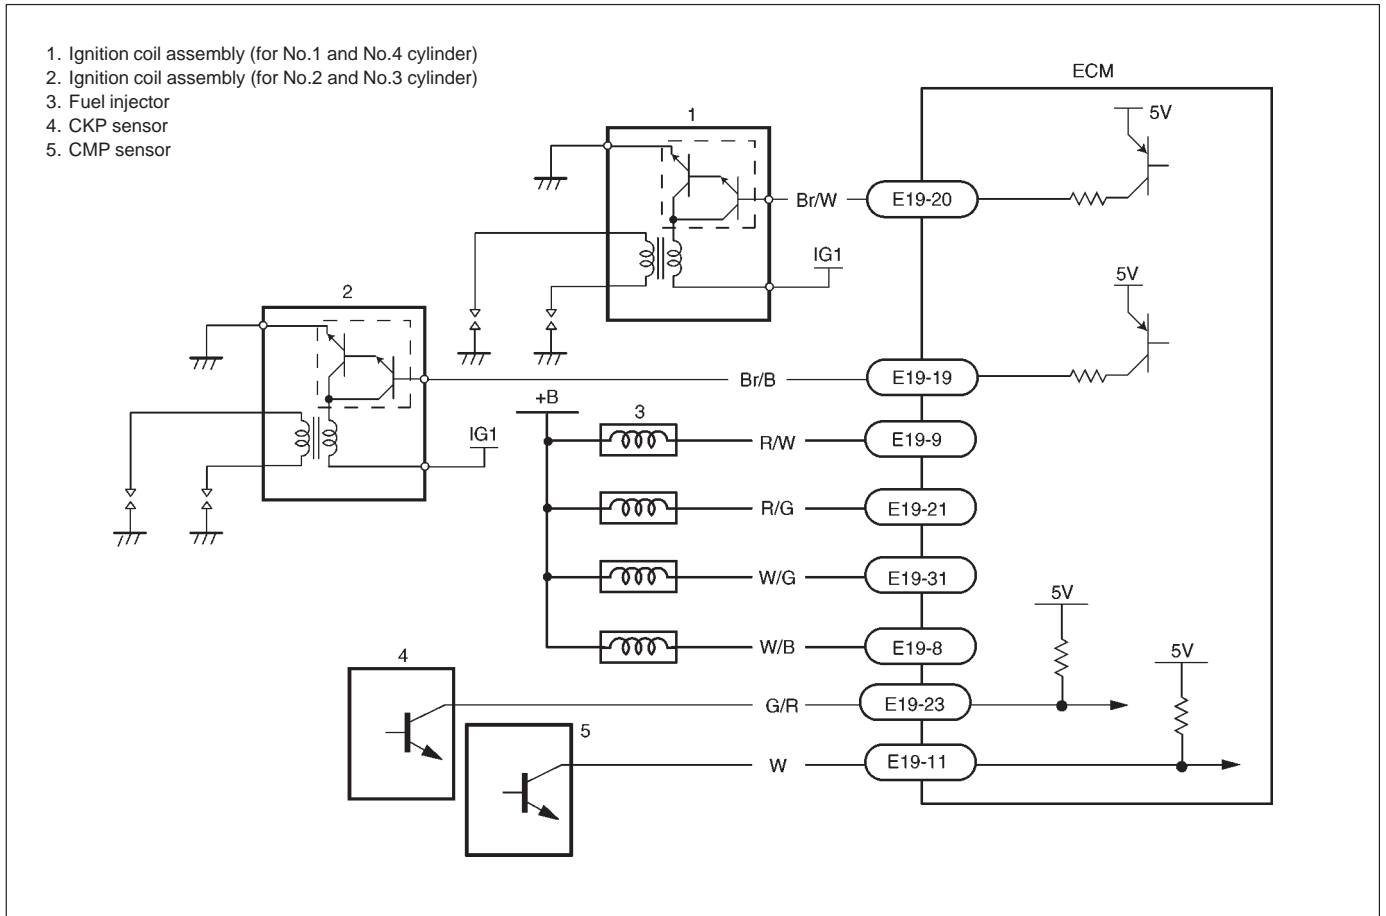 1. Ignition coil assembly (for No.1 and No.4 cylinder)
2. Ignition coil assembly (for No.2 and No.3 cylinder)
3. Fuel injector
4. CKP sensor
5. CMP sensor
ECM
1
5V
Br/W
E19-20
IG1
5V
2
Br/B
E19-19
+B
3
IG1
R/W
E19-9
R/G
E19-21
W/G
E19-31
5V
W/B
E19-8
5V
4
G/R
E19-23
5
W
E19-11